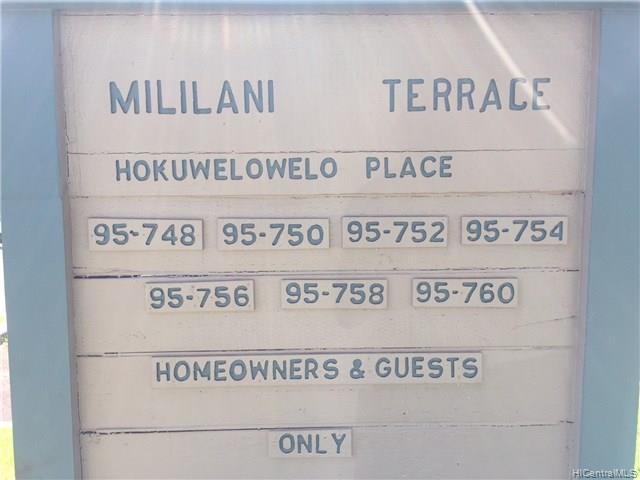 MILILANI TERRACE
HOKUWELOWELO PLACE
95-748 95-750 95-752 95-754
95-756 95-758 95-760
HOMEOWNERS & GUESTS
ONLY
HiCentralMLS